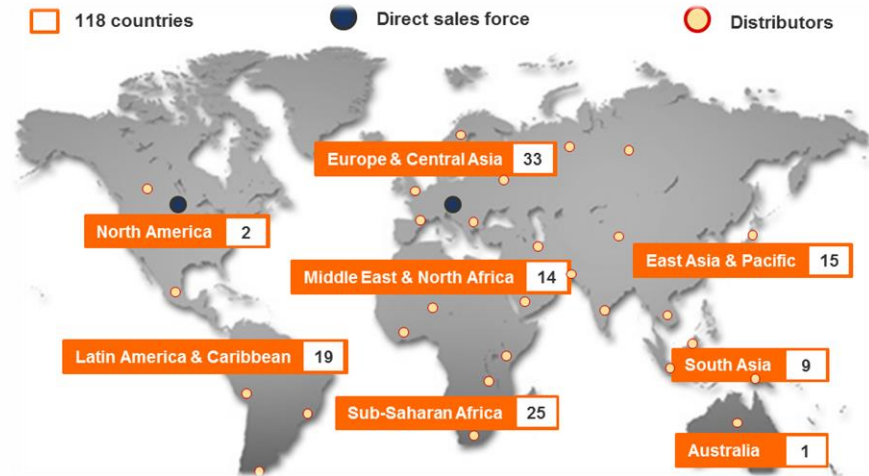 118 countries
Direct sales force
Distributors
Europe & Central Asia 33
North America 2
Middle East & North Africa 14
East Asia & Pacific 15
Latin America & Caribbean 19
South Asia 9
Sub-Saharan Africa 25
Australia 1